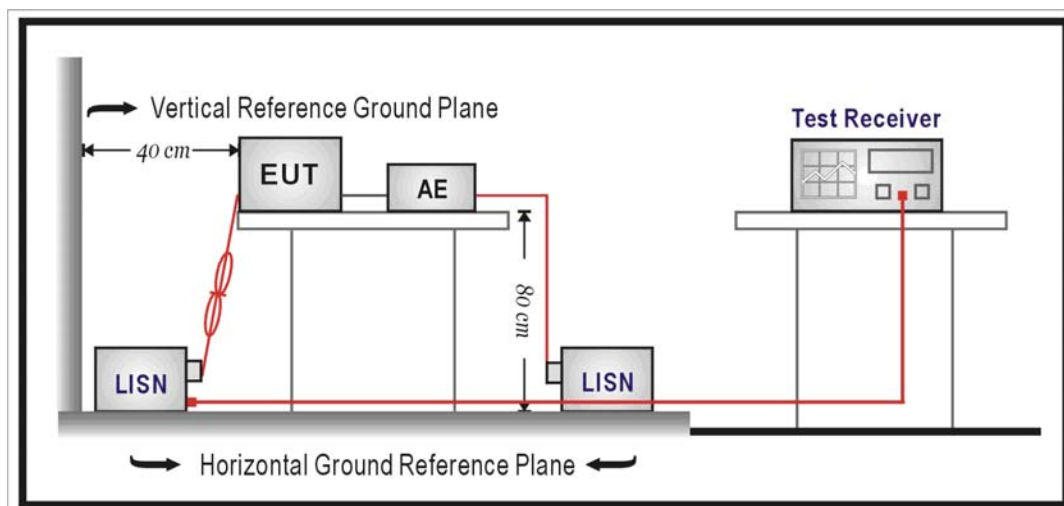 Vertical Reference Ground Plane
40 cm
EUT
AE
Test Receiver
80 cm
LISN
LISN
Horizontal Ground Reference Plane